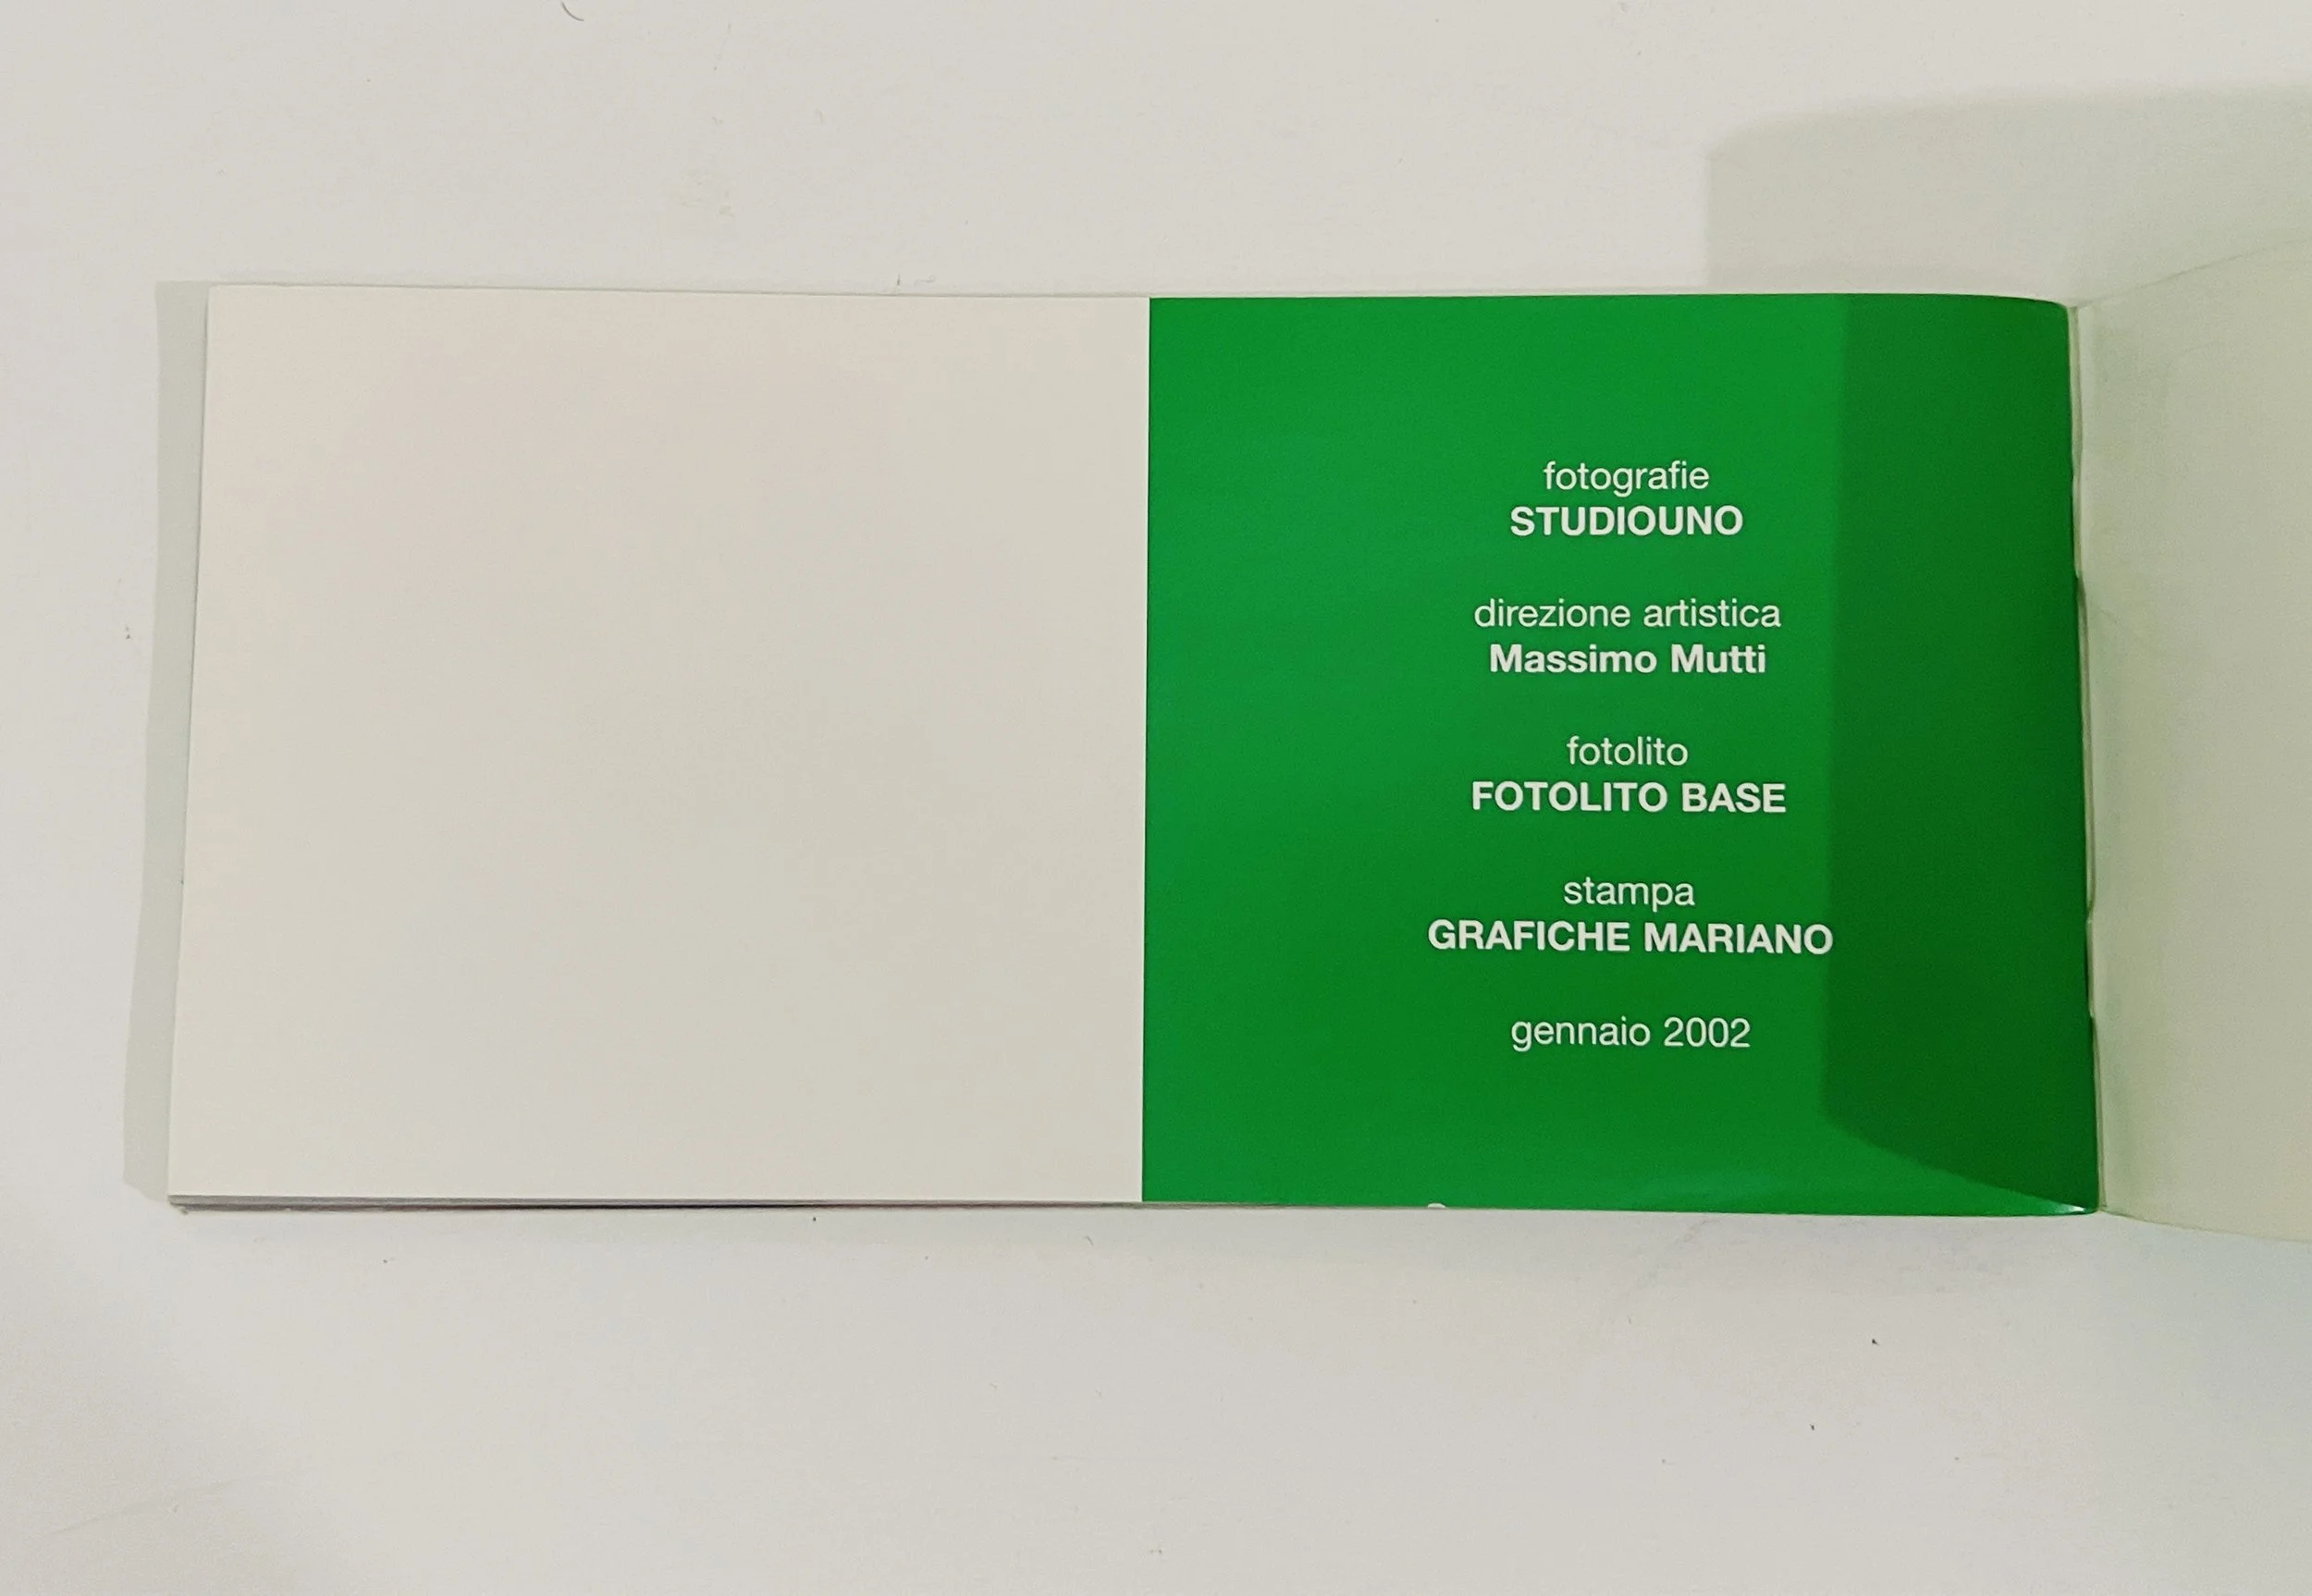 fotografie
STUDIOUNO
direzione artistica
Massimo Mutti
fotolito
FOTOLITO BASE
stampa
GRAFICHE MARIANO
gennaio 2002